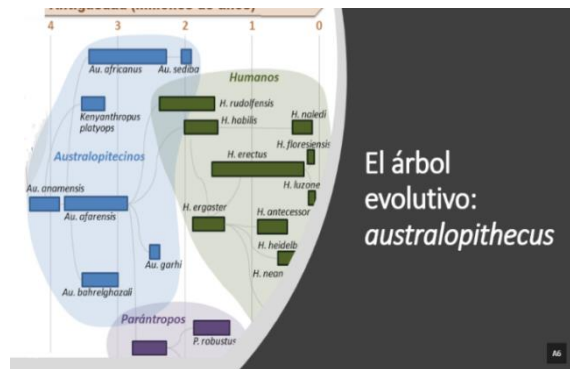 4 3 2 1 0
Au. africanus
Au. sediba
Humanos
Kenyanthropus
platyops
H. rudolfensis
H. habilis
H. naledi
H. floresiensis
Australopitecinos
H. erectus
Au. anamensis
H. luzone
Au. afarensis
H. ergaster
H. antecessor
Au. garhi
H. heidelb
H. nean
Au. bahrelghazali
Parántropos
P. robustus
El árbol
evolutivo:
australopithecus
A6